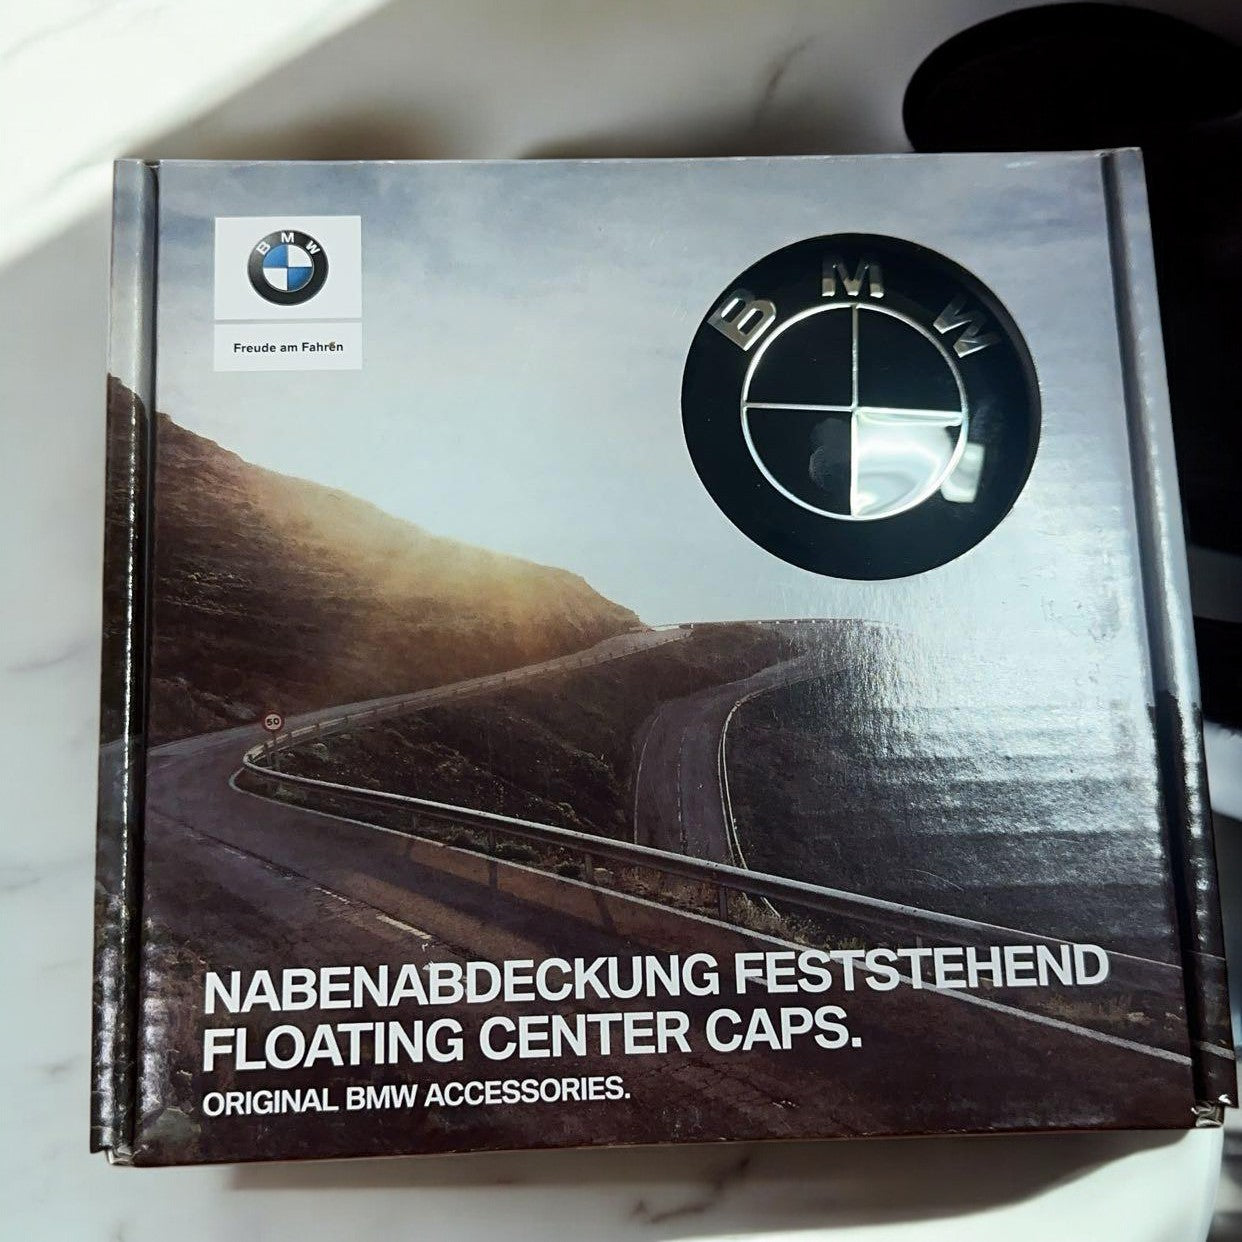 BMW
Freude am Fahren
BMW
50
NABENABDECKUNG FESTSTEHEND
FLOATING CENTER CAPS.
ORIGINAL BMW ACCESSORIES.